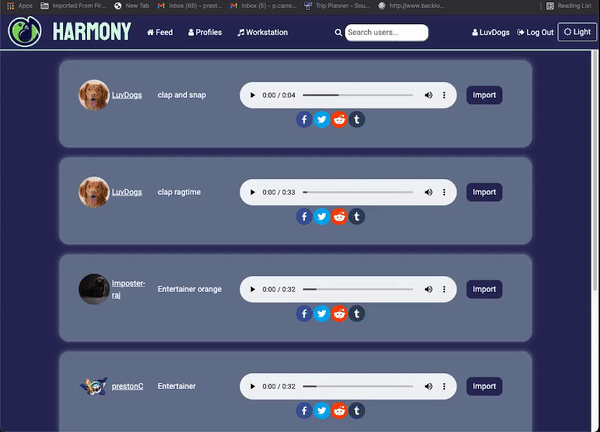 Apps Imported From Fir... New Tab Inbox (65) - prest... Inbox (5) - p.carro... Trip Planner - Sou... http://www.backlo... Reading List
HARMONY Feed Profiles Workstation Search users... LuvDogs Log Out Light
LuvDogs clap and snap 0:00 / 0:04 Import
LuvDogs clap ragtime 0:00 / 0:33 Import
Imposter-
raj Entertainer orange 0:00 / 0:32 Import
prestonC Entertainer 0:00 / 0:32 Import